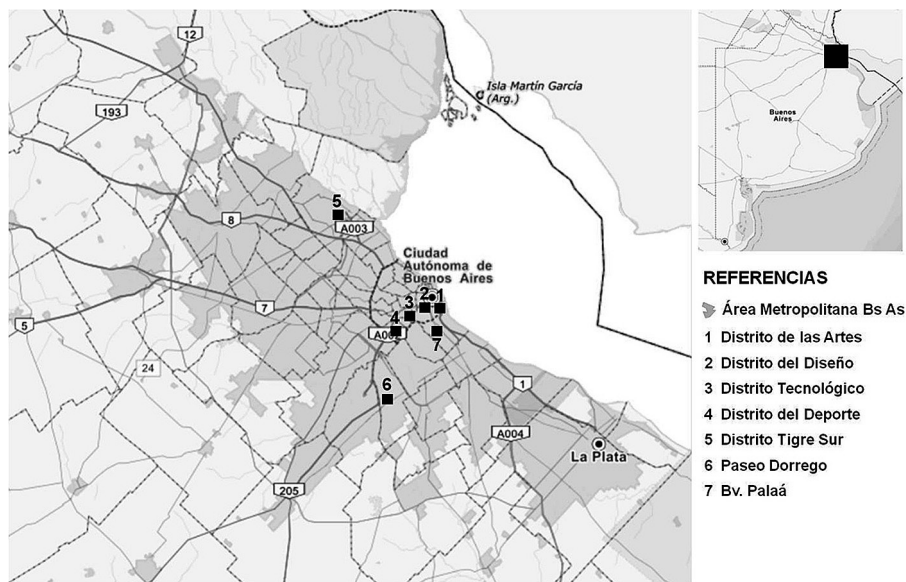 12
193
Isla Martín García
(Arg.)
5
8
A003
Ciudad
Autónoma de
Buenos Aires
2
1
3
7
4
5
7
24
6
1
A004
La Plata
205
Buenos
Aires
REFERENCIAS
Área Metropolitana Bs As
1 Distrito de las Artes
2 Distrito del Diseño
3 Distrito Tecnológico
4 Distrito del Deporte
5 Distrito Tigre Sur
6 Paseo Dorrego
7 Bv. Palaá